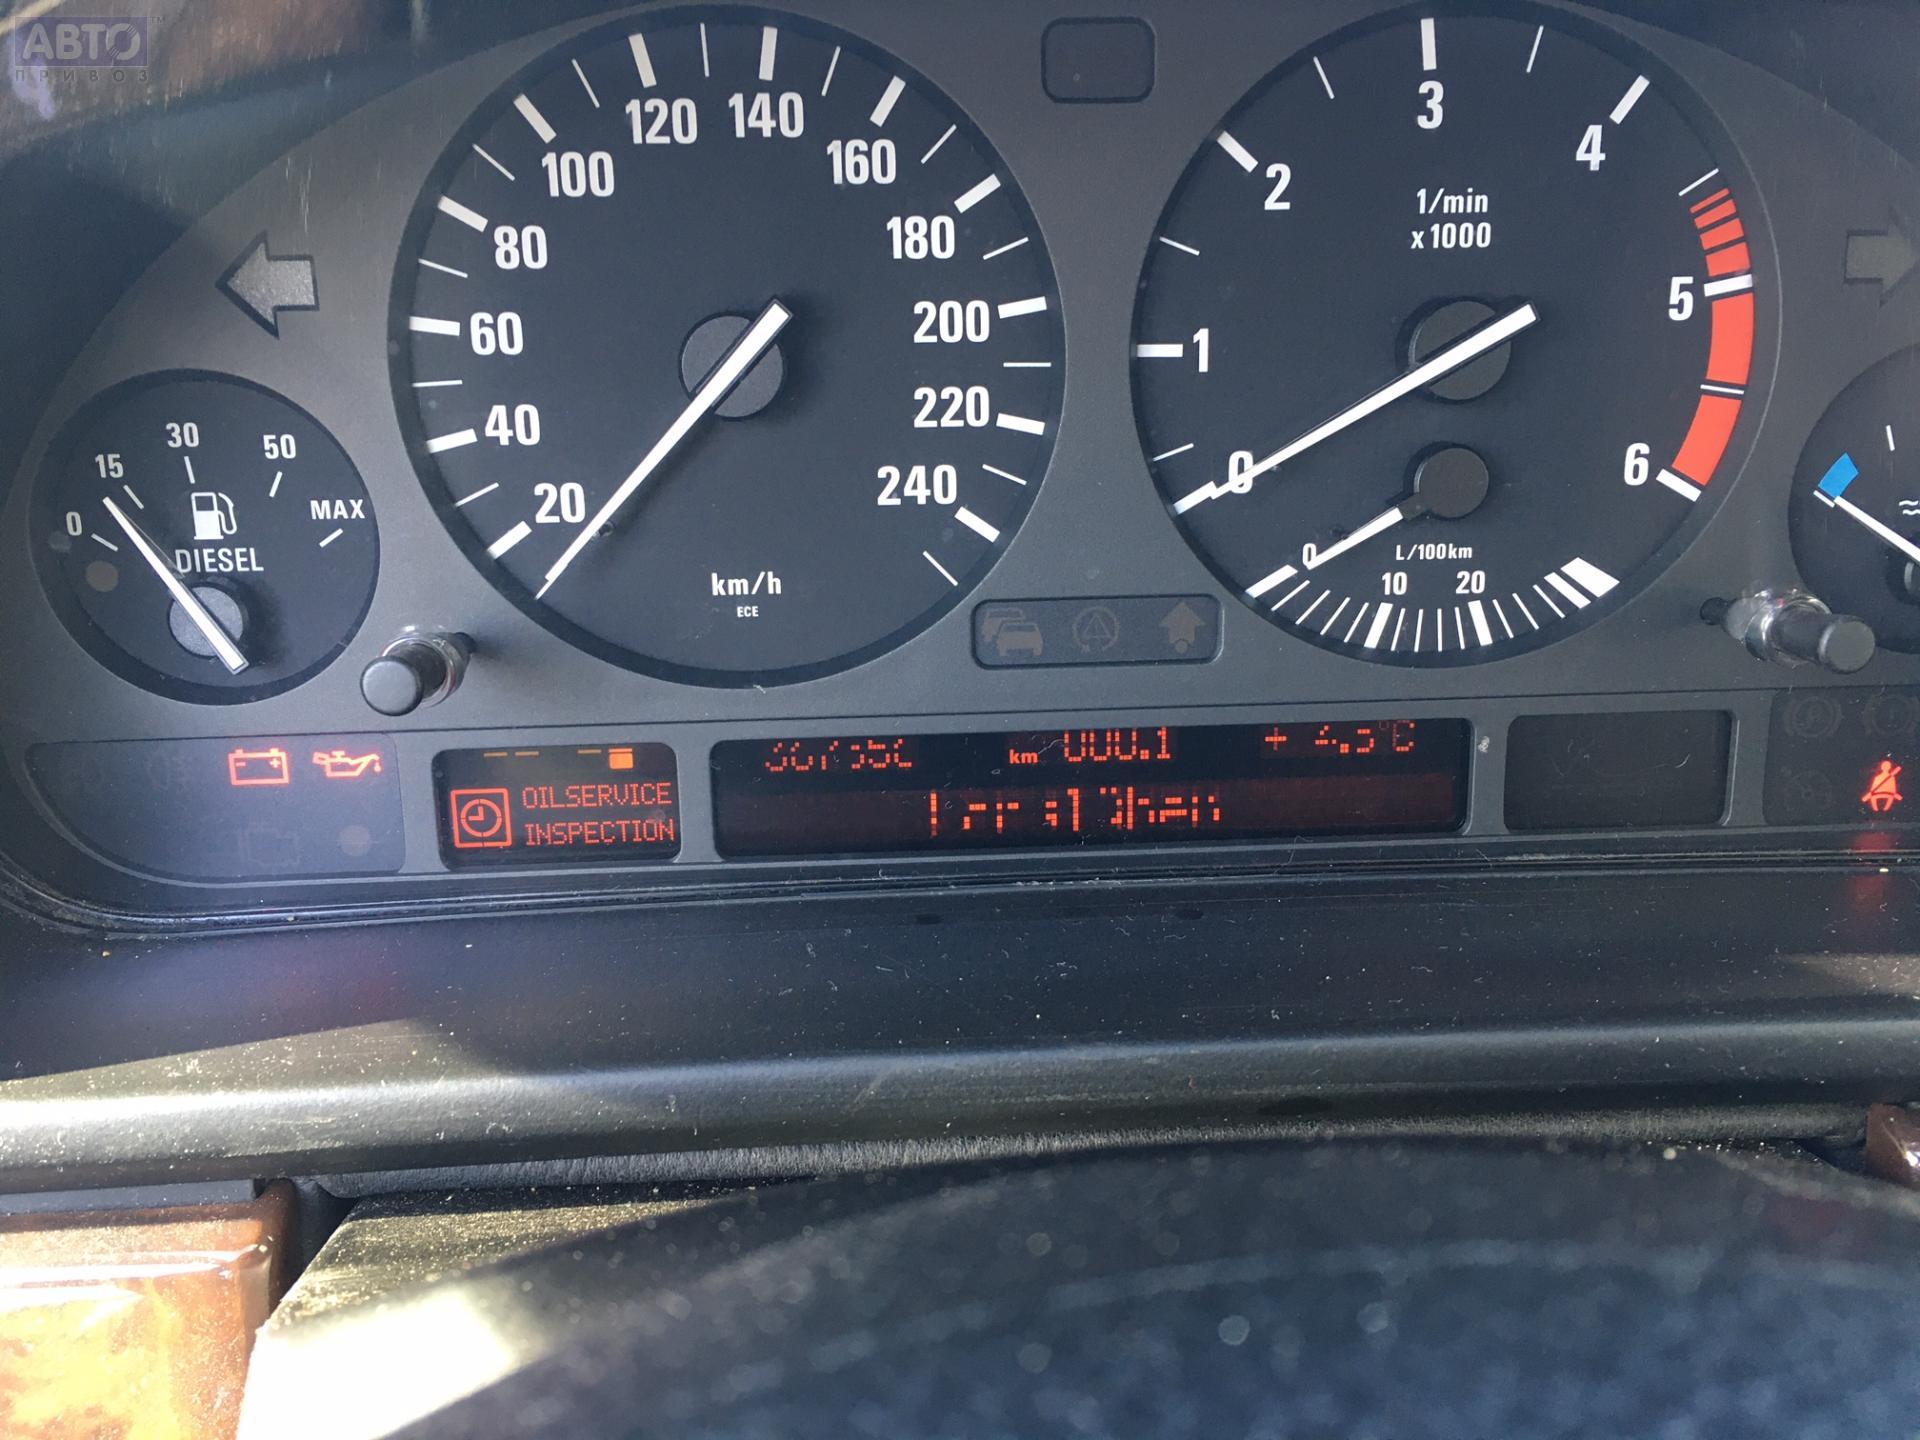 АВТО
ПРИВОЗ
20
40
60
80
100
120
140
160
180
200
220
240
km/h
ECE
0
1
2
3
4
5
6
1/min
x1000
L/100km
0
10
20
0
15
30
50
MAX
DIESEL
OILSERVICE
INSPECTION
km 000.1